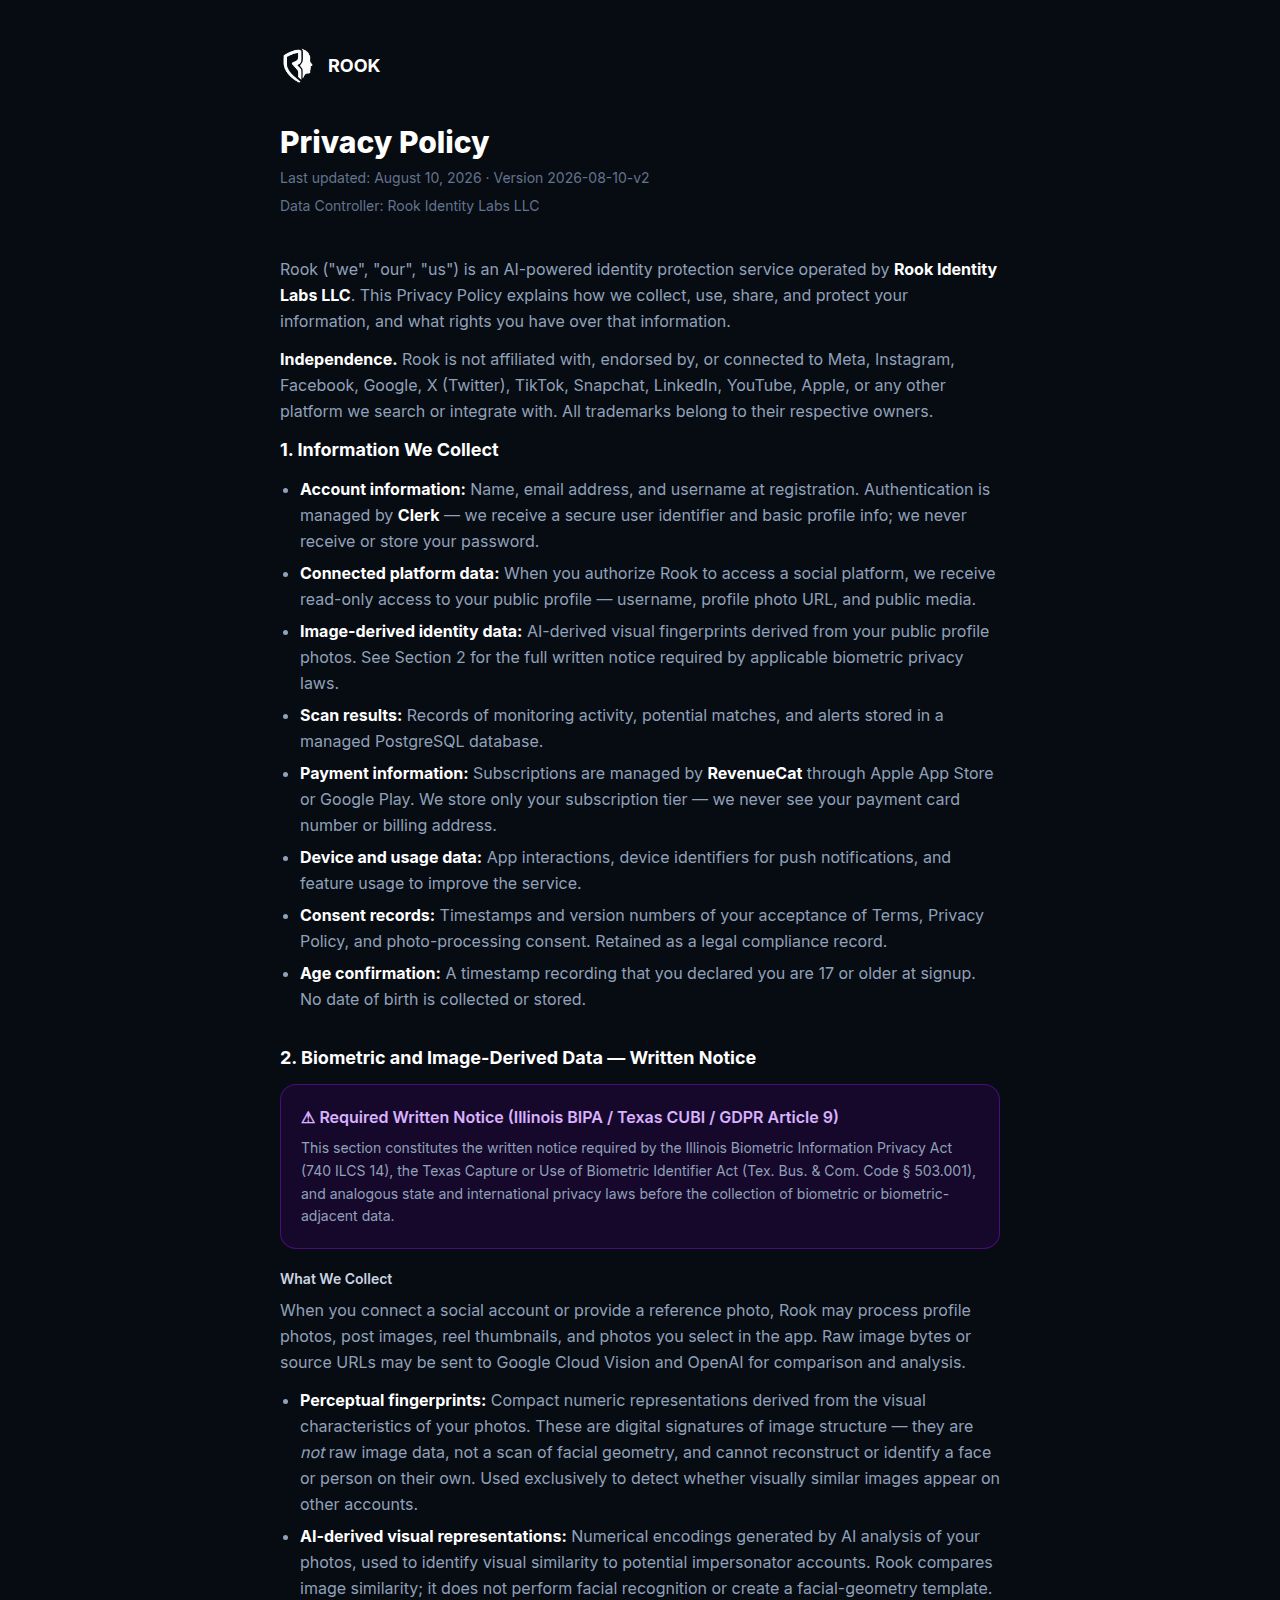 ROOK
Privacy Policy
Last updated: August 10, 2026 · Version 2026-08-10-v2
Data Controller: Rook Identity Labs LLC
Rook ("we", "our", "us") is an AI-powered identity protection service operated by Rook Identity
Labs LLC. This Privacy Policy explains how we collect, use, share, and protect your
information, and what rights you have over that information.
Independence. Rook is not affiliated with, endorsed by, or connected to Meta, Instagram,
Facebook, Google, X (Twitter), TikTok, Snapchat, LinkedIn, YouTube, Apple, or any other
platform we search or integrate with. All trademarks belong to their respective owners.
1. Information We Collect
• Account information: Name, email address, and username at registration. Authentication is
managed by Clerk — we receive a secure user identifier and basic profile info; we never
receive or store your password.
• Connected platform data: When you authorize Rook to access a social platform, we receive
read-only access to your public profile — username, profile photo URL, and public media.
• Image-derived identity data: AI-derived visual fingerprints derived from your public profile
photos. See Section 2 for the full written notice required by applicable biometric privacy
laws.
• Scan results: Records of monitoring activity, potential matches, and alerts stored in a
managed PostgreSQL database.
• Payment information: Subscriptions are managed by RevenueCat through Apple App Store
or Google Play. We store only your subscription tier — we never see your payment card
number or billing address.
• Device and usage data: App interactions, device identifiers for push notifications, and
feature usage to improve the service.
• Consent records: Timestamps and version numbers of your acceptance of Terms, Privacy
Policy, and photo-processing consent. Retained as a legal compliance record.
• Age confirmation: A timestamp recording that you declared you are 17 or older at signup.
No date of birth is collected or stored.
2. Biometric and Image-Derived Data — Written Notice
⚠ Required Written Notice (Illinois BIPA / Texas CUBI / GDPR Article 9)
This section constitutes the written notice required by the Illinois Biometric Information Privacy Act
(740 ILCS 14), the Texas Capture or Use of Biometric Identifier Act (Tex. Bus. & Com. Code § 503.001),
and analogous state and international privacy laws before the collection of biometric or biometric-
adjacent data.
What We Collect
When you connect a social account or provide a reference photo, Rook may process profile
photos, post images, reel thumbnails, and photos you select in the app. Raw image bytes or
source URLs may be sent to Google Cloud Vision and OpenAI for comparison and analysis.
• Perceptual fingerprints: Compact numeric representations derived from the visual
characteristics of your photos. These are digital signatures of image structure — they are
not raw image data, not a scan of facial geometry, and cannot reconstruct or identify a face
or person on their own. Used exclusively to detect whether visually similar images appear on
other accounts.
• AI-derived visual representations: Numerical encodings generated by AI analysis of your
photos, used to identify visual similarity to potential impersonator accounts. Rook compares
image similarity; it does not perform facial recognition or create a facial-geometry template.